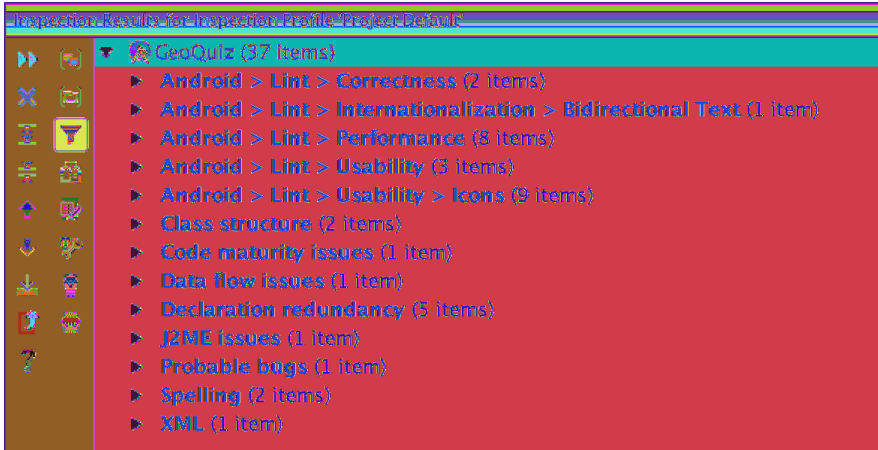 Inspection Results for Inspection Profile 'Project Default'
GeoQuiz (37 items)
Android > Lint > Correctness (2 items)
Android > Lint > Internationalization > Bidirectional Text (1 item)
Android > Lint > Performance (8 items)
Android > Lint > Usability (3 items)
Android > Lint > Usability > Icons (9 items)
Class structure (2 items)
Code maturity issues (1 item)
Data flow issues (1 item)
Declaration redundancy (5 items)
J2ME issues (1 item)
Probable bugs (1 item)
Spelling (2 items)
XML (1 item)